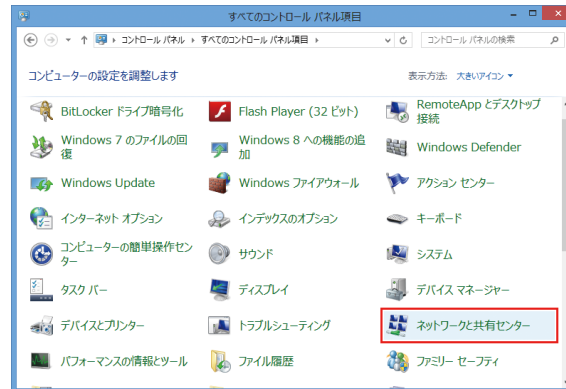 すべてのコントロール パネル項目
コントロール パネル ▸ すべてのコントロール パネル項目 ▸
コントロール パネルの検索
コンピューターの設定を調整します
表示方法: 大きいアイコン ▼
BitLocker ドライブ暗号化
Flash Player (32 ビット)
RemoteApp とデスクトップ
接続
Windows 7 のファイルの回
復
Windows 8 への機能の追
加
Windows Defender
Windows Update
Windows ファイアウォール
アクション センター
インターネット オプション
インデックスのオプション
キーボード
コンピューターの簡単操作セン
ター
サウンド
システム
タスク バー
ディスプレイ
デバイス マネージャー
デバイスとプリンター
トラブルシューティング
ネットワークと共有センター
パフォーマンスの情報とツール
ファイル履歴
ファミリー セーフティ